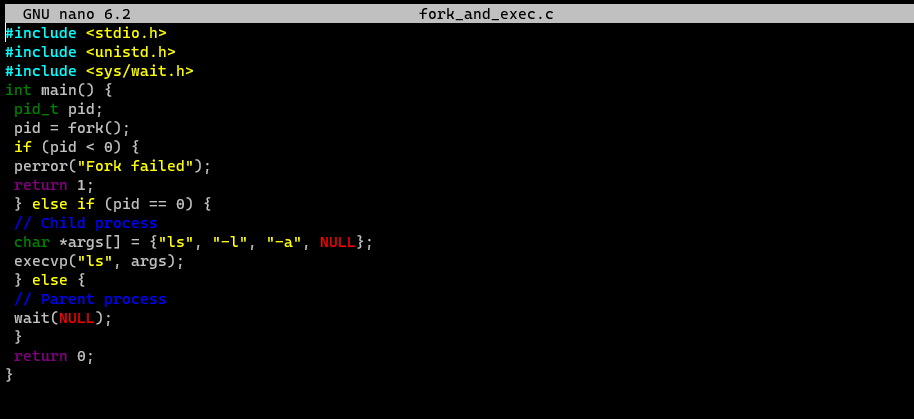 GNU nano 6.2 fork_and_exec.c
#include <stdio.h>
#include <unistd.h>
#include <sys/wait.h>
int main() {
 pid_t pid;
 pid = fork();
 if (pid < 0) {
 perror("Fork failed");
 return 1;
 } else if (pid == 0) {
 // Child process
 char *args[] = {"ls", "-l", "-a", NULL};
 execvp("ls", args);
 } else {
 // Parent process
 wait(NULL);
 }
 return 0;
}